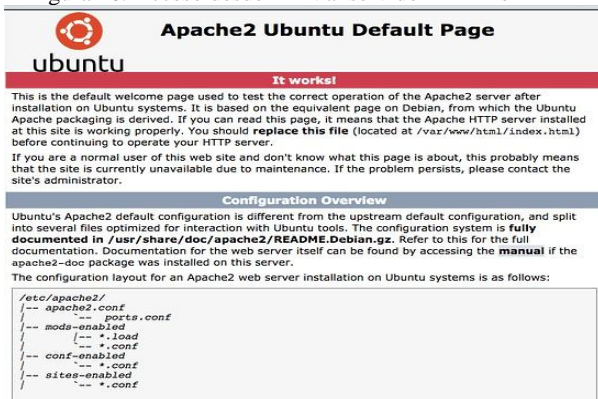 Apache2 Ubuntu Default Page
ubuntu
It works!
This is the default welcome page used to test the correct operation of the Apache2 server after
installation on Ubuntu systems. It is based on the equivalent page on Debian, from which the Ubuntu
Apache packaging is derived. If you can read this page, it means that the Apache HTTP server installed
at this site is working properly. You should replace this file (located at /var/www/html/index.html)
before continuing to operate your HTTP server.
If you are a normal user of this web site and don't know what this page is about, this probably means
that the site is currently unavailable due to maintenance. If the problem persists, please contact the
site's administrator.
Configuration Overview
Ubuntu's Apache2 default configuration is different from the upstream default configuration, and split
into several files optimized for interaction with Ubuntu tools. The configuration system is fully
documented in /usr/share/doc/apache2/README.Debian.gz. Refer to this for the full
documentation. Documentation for the web server itself can be found by accessing the manual if the
apache2-doc package was installed on this server.
The configuration layout for an Apache2 web server installation on Ubuntu systems is as follows:
/etc/apache2/
|-- apache2.conf
|       `--  ports.conf
|-- mods-enabled
|       |-- *.load
|       `-- *.conf
|-- conf-enabled
|       `-- *.conf
|-- sites-enabled
|       `-- *.conf